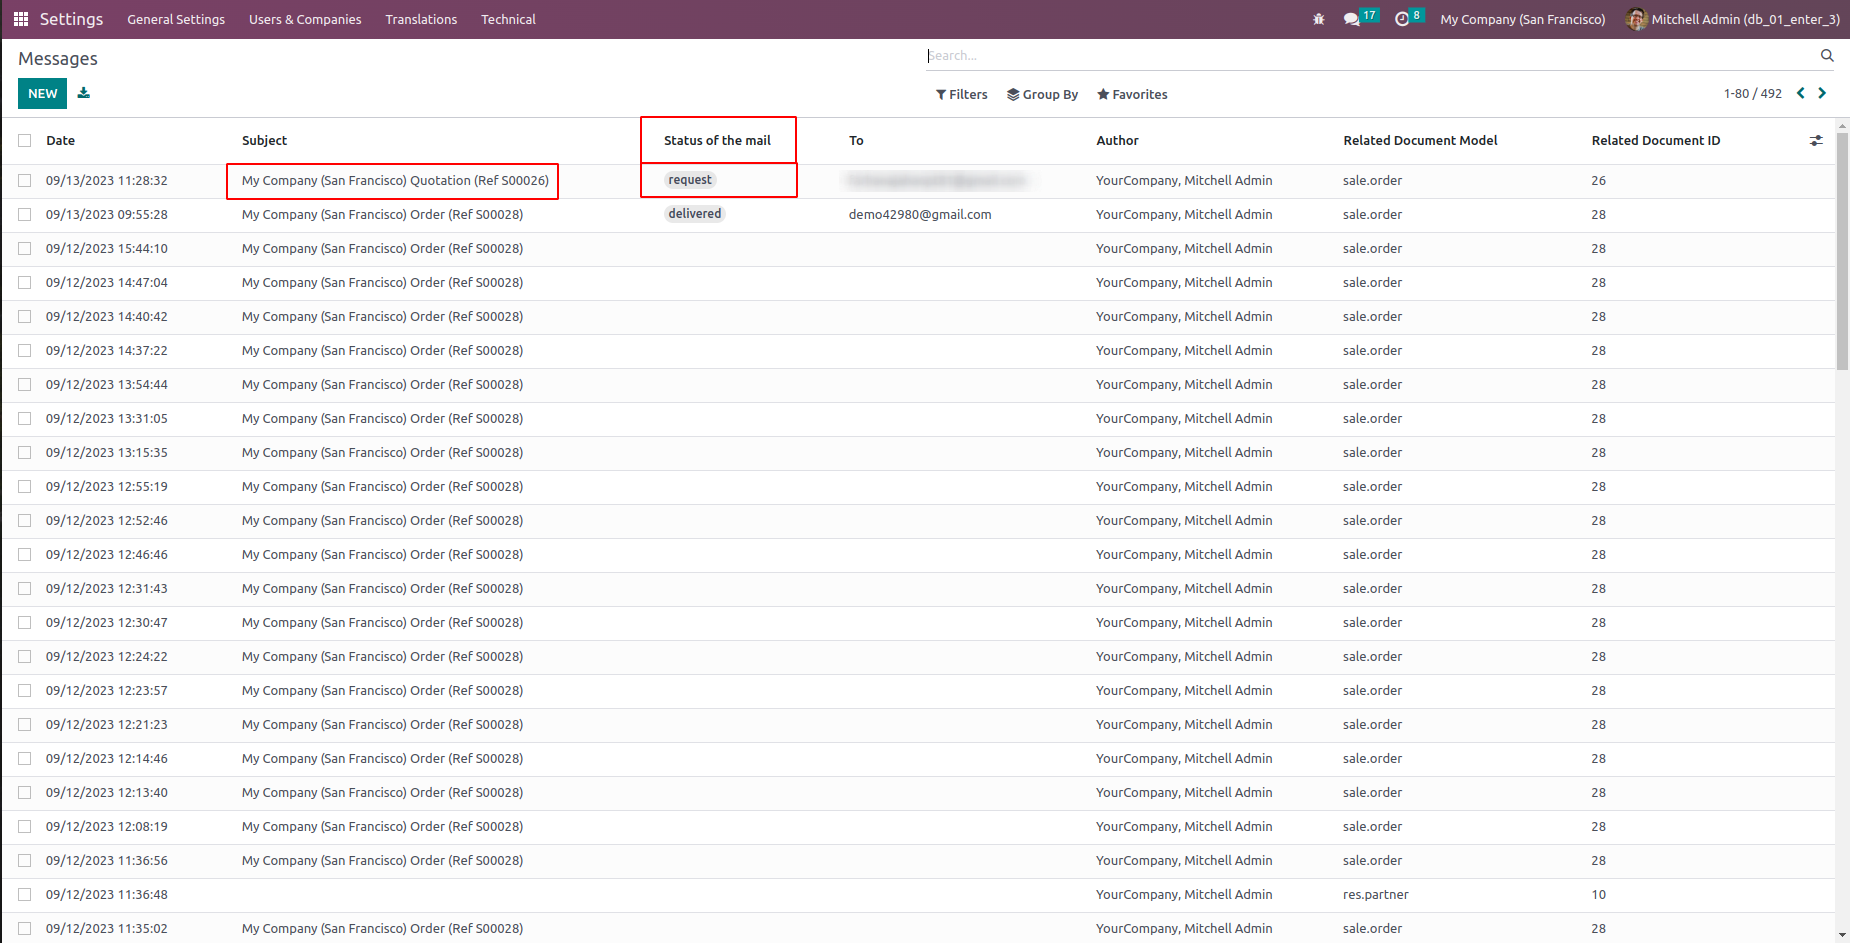 Settings General Settings Users & Companies Translations Technical 17 8 My Company (San Francisco) Mitchell Admin (db_01_enter_3)
Messages Search...
NEW Filters Group By Favorites 1-80 / 492
Date Subject Status of the mail To Author Related Document Model Related Document ID
09/13/2023 11:28:32 My Company (San Francisco) Quotation (Ref S00026) request YourCompany, Mitchell Admin sale.order 26
09/13/2023 09:55:28 My Company (San Francisco) Order (Ref S00028) delivered demo42980@gmail.com YourCompany, Mitchell Admin sale.order 28
09/12/2023 15:44:10 My Company (San Francisco) Order (Ref S00028) YourCompany, Mitchell Admin sale.order 28
09/12/2023 14:47:04 My Company (San Francisco) Order (Ref S00028) YourCompany, Mitchell Admin sale.order 28
09/12/2023 14:40:42 My Company (San Francisco) Order (Ref S00028) YourCompany, Mitchell Admin sale.order 28
09/12/2023 14:37:22 My Company (San Francisco) Order (Ref S00028) YourCompany, Mitchell Admin sale.order 28
09/12/2023 13:54:44 My Company (San Francisco) Order (Ref S00028) YourCompany, Mitchell Admin sale.order 28
09/12/2023 13:31:05 My Company (San Francisco) Order (Ref S00028) YourCompany, Mitchell Admin sale.order 28
09/12/2023 13:15:35 My Company (San Francisco) Order (Ref S00028) YourCompany, Mitchell Admin sale.order 28
09/12/2023 12:55:19 My Company (San Francisco) Order (Ref S00028) YourCompany, Mitchell Admin sale.order 28
09/12/2023 12:52:46 My Company (San Francisco) Order (Ref S00028) YourCompany, Mitchell Admin sale.order 28
09/12/2023 12:46:46 My Company (San Francisco) Order (Ref S00028) YourCompany, Mitchell Admin sale.order 28
09/12/2023 12:31:43 My Company (San Francisco) Order (Ref S00028) YourCompany, Mitchell Admin sale.order 28
09/12/2023 12:30:47 My Company (San Francisco) Order (Ref S00028) YourCompany, Mitchell Admin sale.order 28
09/12/2023 12:24:22 My Company (San Francisco) Order (Ref S00028) YourCompany, Mitchell Admin sale.order 28
09/12/2023 12:23:57 My Company (San Francisco) Order (Ref S00028) YourCompany, Mitchell Admin sale.order 28
09/12/2023 12:21:23 My Company (San Francisco) Order (Ref S00028) YourCompany, Mitchell Admin sale.order 28
09/12/2023 12:14:46 My Company (San Francisco) Order (Ref S00028) YourCompany, Mitchell Admin sale.order 28
09/12/2023 12:13:40 My Company (San Francisco) Order (Ref S00028) YourCompany, Mitchell Admin sale.order 28
09/12/2023 12:08:19 My Company (San Francisco) Order (Ref S00028) YourCompany, Mitchell Admin sale.order 28
09/12/2023 11:36:56 My Company (San Francisco) Order (Ref S00028) YourCompany, Mitchell Admin sale.order 28
09/12/2023 11:36:48 YourCompany, Mitchell Admin res.partner 10
09/12/2023 11:35:02 My Company (San Francisco) Order (Ref S00028) YourCompany, Mitchell Admin sale.order 28